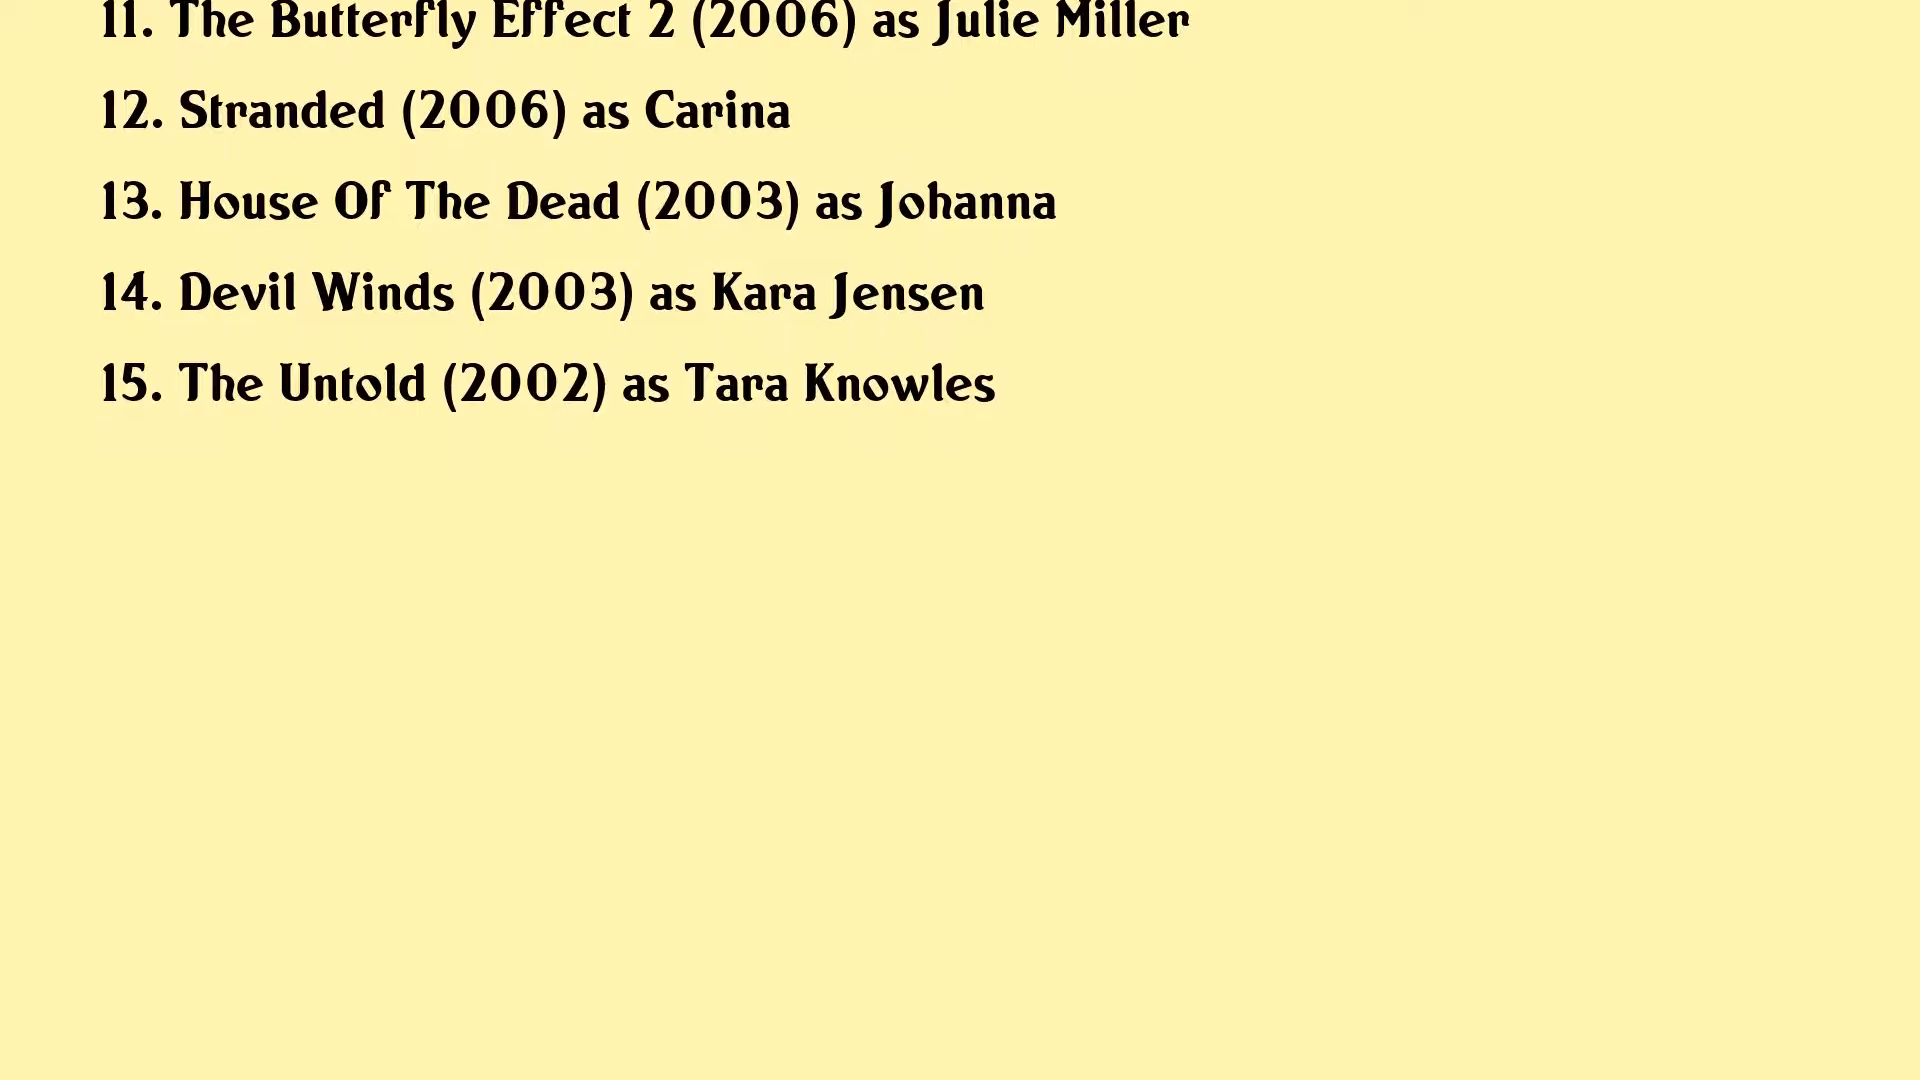 11. The Butterfly Effect 2 (2006) as Julie Miller
12. Stranded (2006) as Carina
13. House Of The Dead (2003) as Johanna
14. Devil Winds (2003) as Kara Jensen
15. The Untold (2002) as Tara Knowles